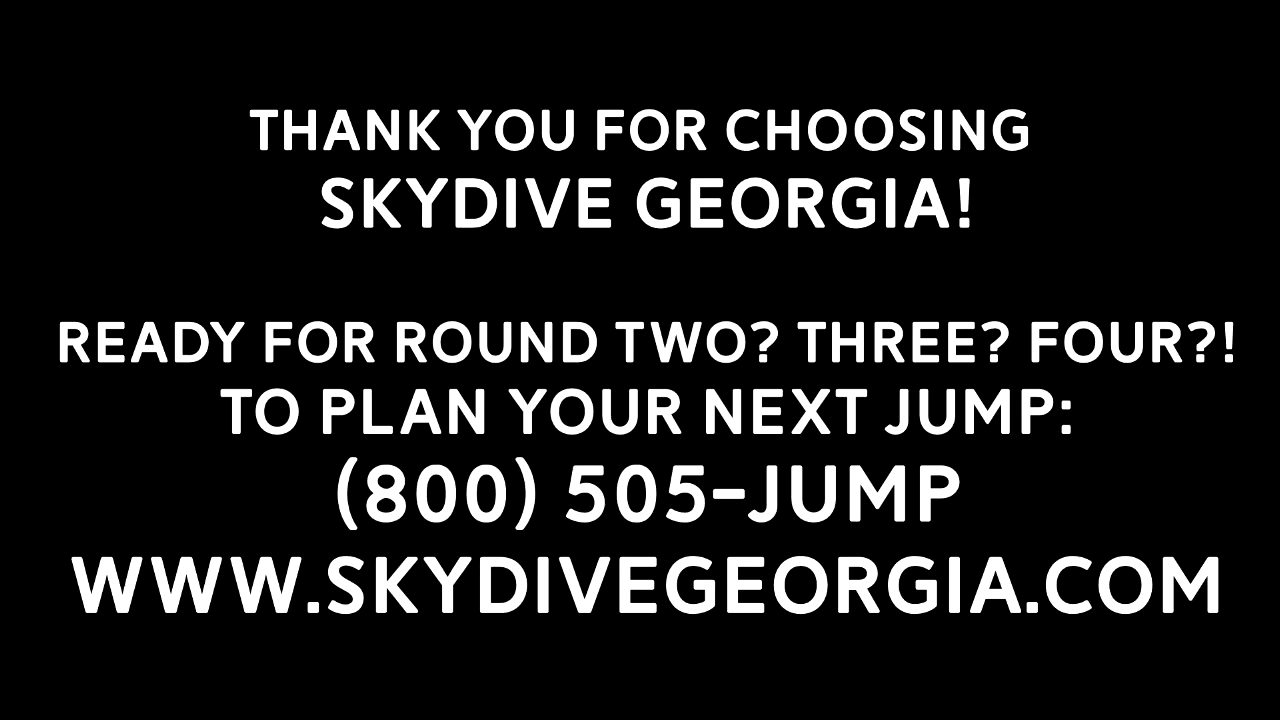 THANK YOU FOR CHOOSING
SKYDIVE GEORGIA!
READY FOR ROUND TWO? THREE? FOUR?!
TO PLAN YOUR NEXT JUMP:
(800) 505-JUMP
WWW.SKYDIVEGEORGIA.COM